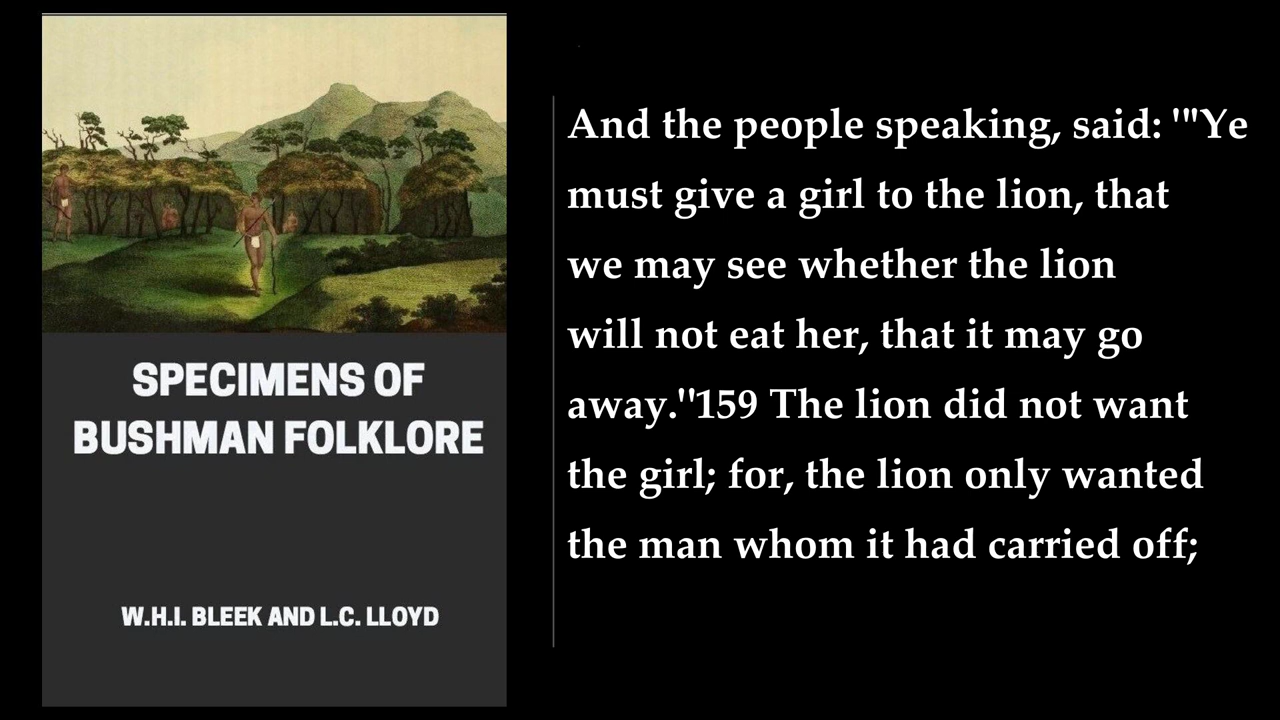 SPECIMENS OF
BUSHMAN FOLKLORE
W.H.I. BLEEK AND L.C. LLOYD
And the people speaking, said: '"Ye
must give a girl to the lion, that
we may see whether the lion
will not eat her, that it may go
away."159 The lion did not want
the girl; for, the lion only wanted
the man whom it had carried off;